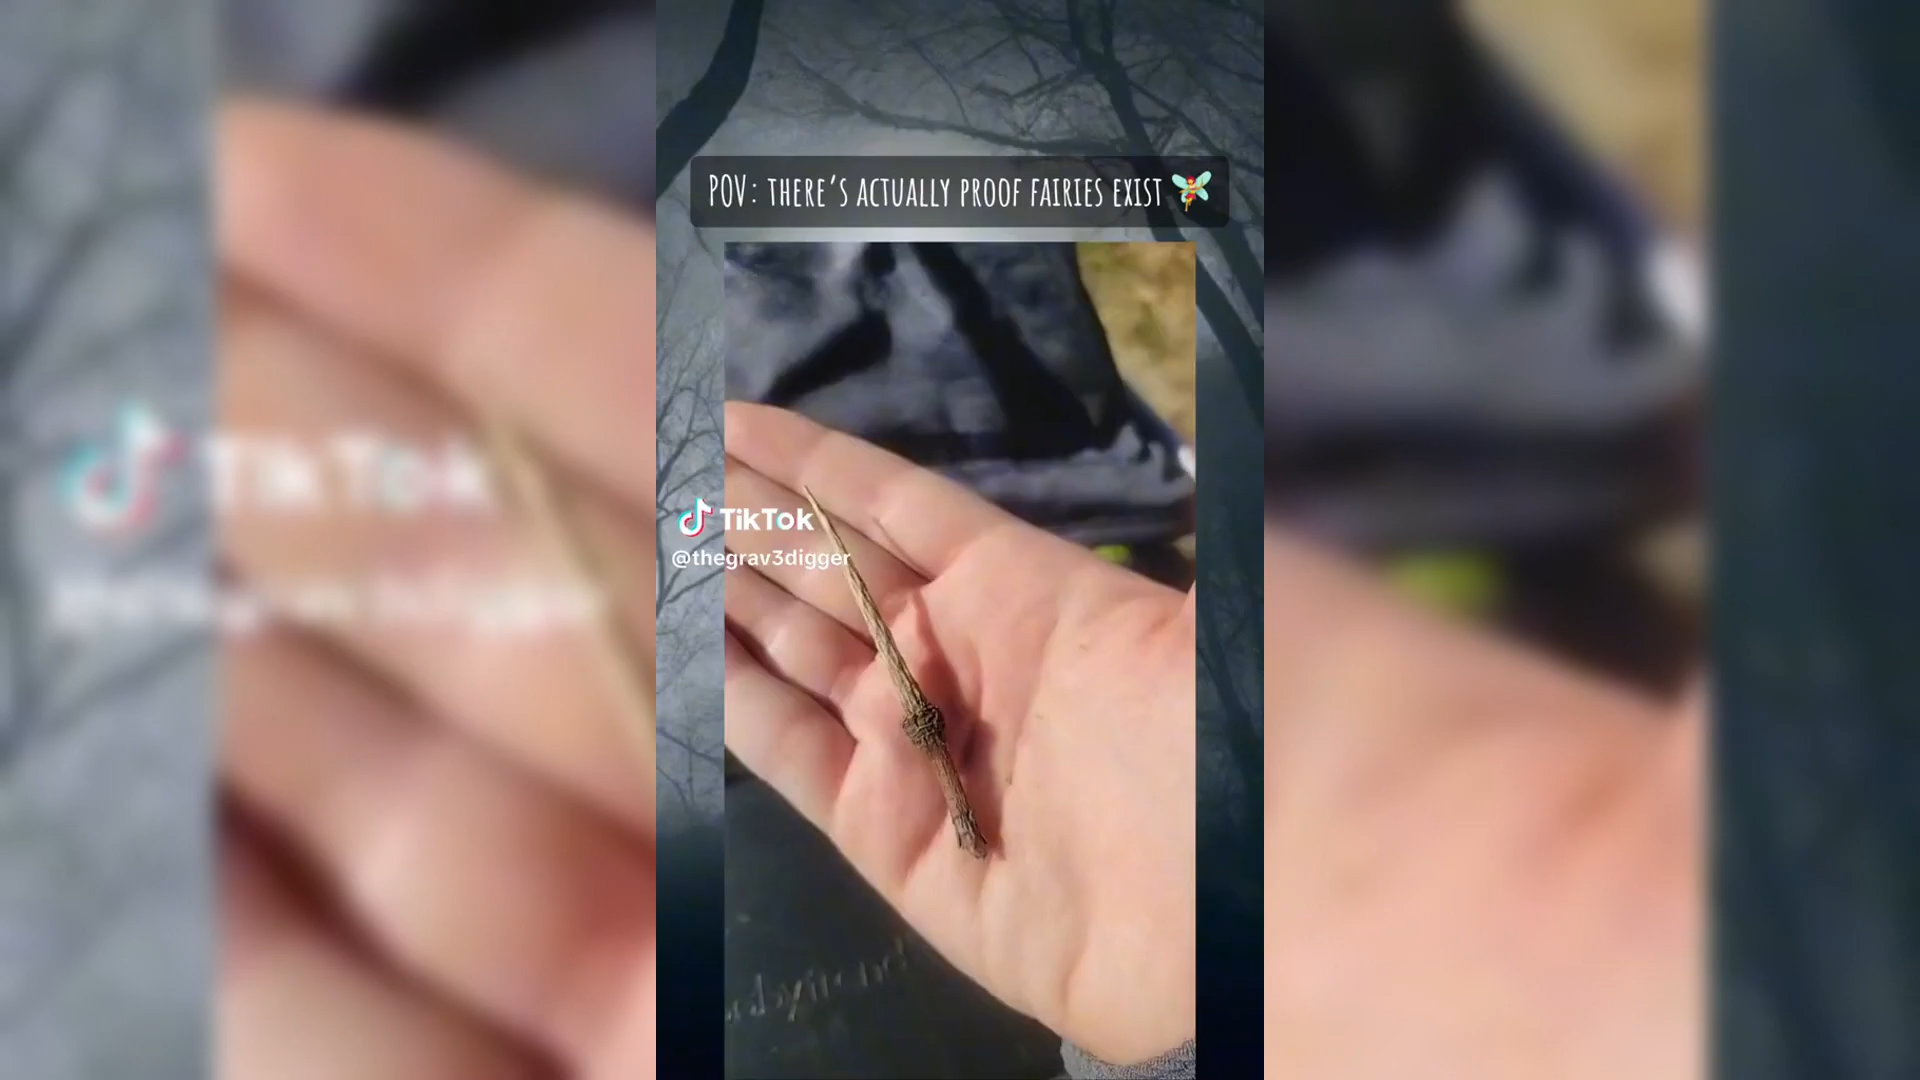 POV: THERE'S ACTUALLY PROOF FAIRIES EXIST 🧚
TikTok
@thegrav3digger